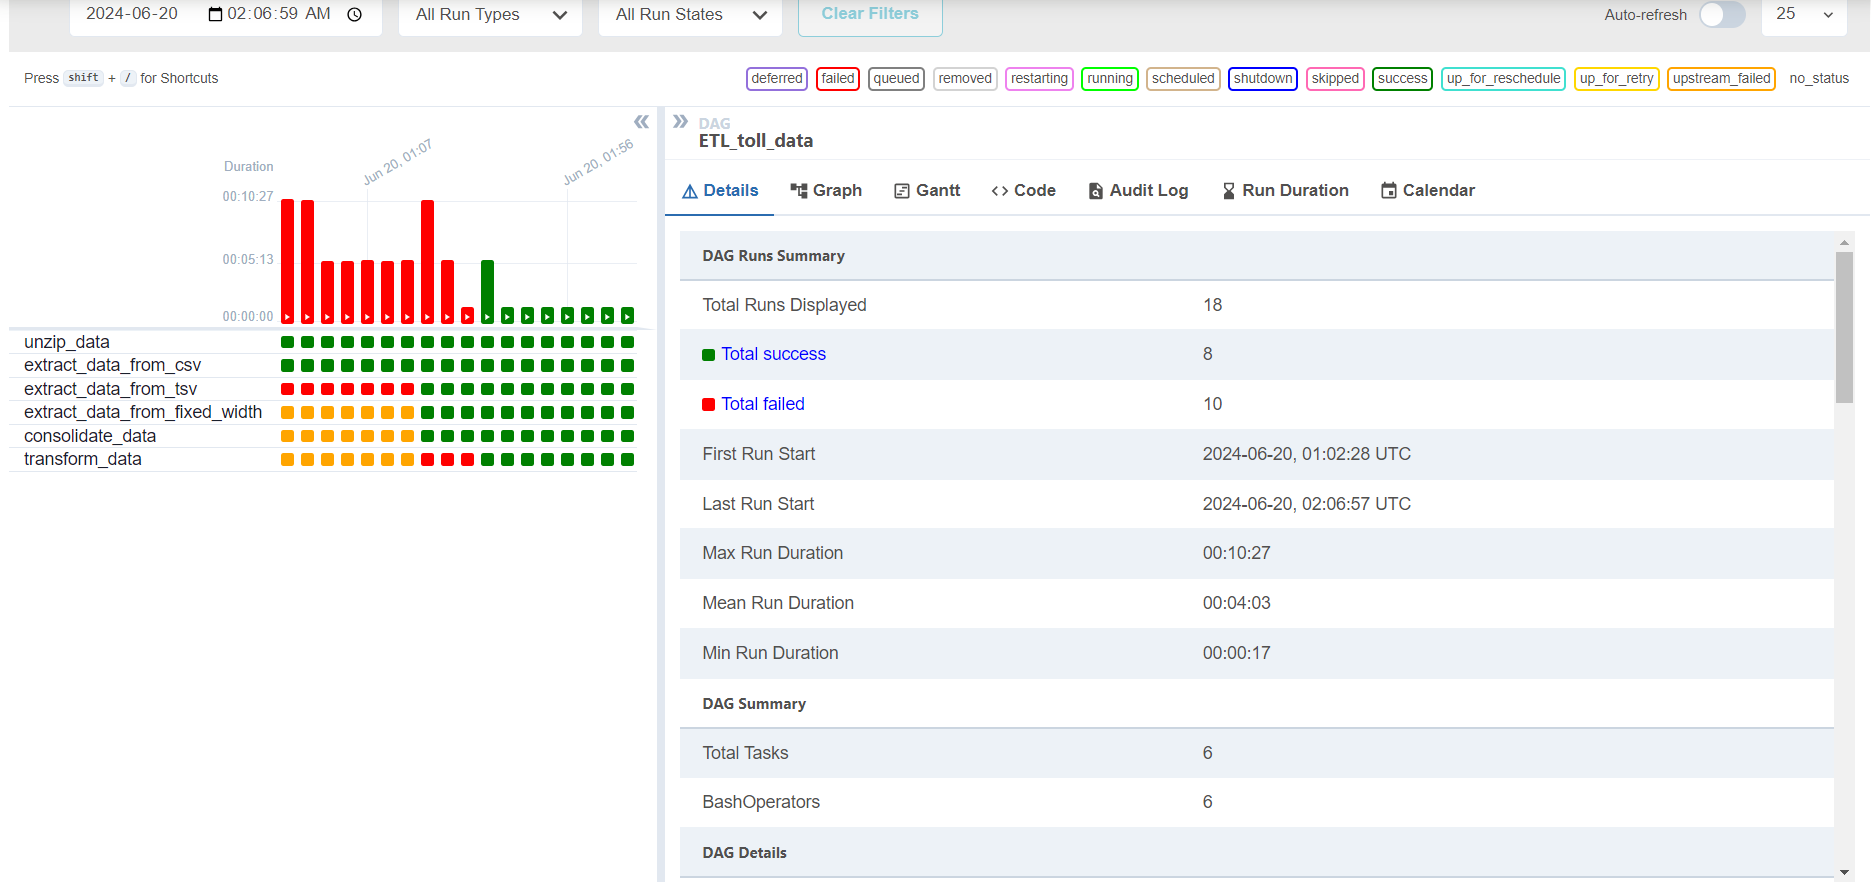 2024-06-20 02:06:59 AM All Run Types All Run States Clear Filters Auto-refresh 25
Press shift + / for Shortcuts
deferred failed queued removed restarting running scheduled shutdown skipped success up_for_reschedule up_for_retry upstream_failed no_status
Duration
Jun 20, 01:07
Jun 20, 01:56
00:10:27
00:05:13
00:00:00
unzip_data
extract_data_from_csv
extract_data_from_tsv
extract_data_from_fixed_width
consolidate_data
transform_data
DAG
ETL_toll_data
Details Graph Gantt Code Audit Log Run Duration Calendar
DAG Runs Summary
Total Runs Displayed 18
Total success 8
Total failed 10
First Run Start 2024-06-20, 01:02:28 UTC
Last Run Start 2024-06-20, 02:06:57 UTC
Max Run Duration 00:10:27
Mean Run Duration 00:04:03
Min Run Duration 00:00:17
DAG Summary
Total Tasks 6
BashOperators 6
DAG Details